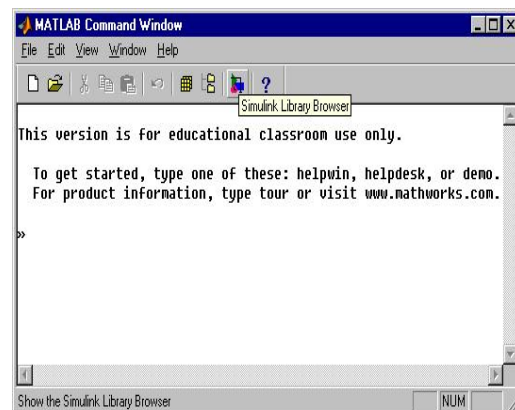 MATLAB Command Window
File Edit View Window Help
?
Simulink Library Browser
This version is for educational classroom use only.
To get started, type one of these: helpwin, helpdesk, or demo.
For product information, type tour or visit www.mathworks.com.
»
Show the Simulink Library Browser NUM